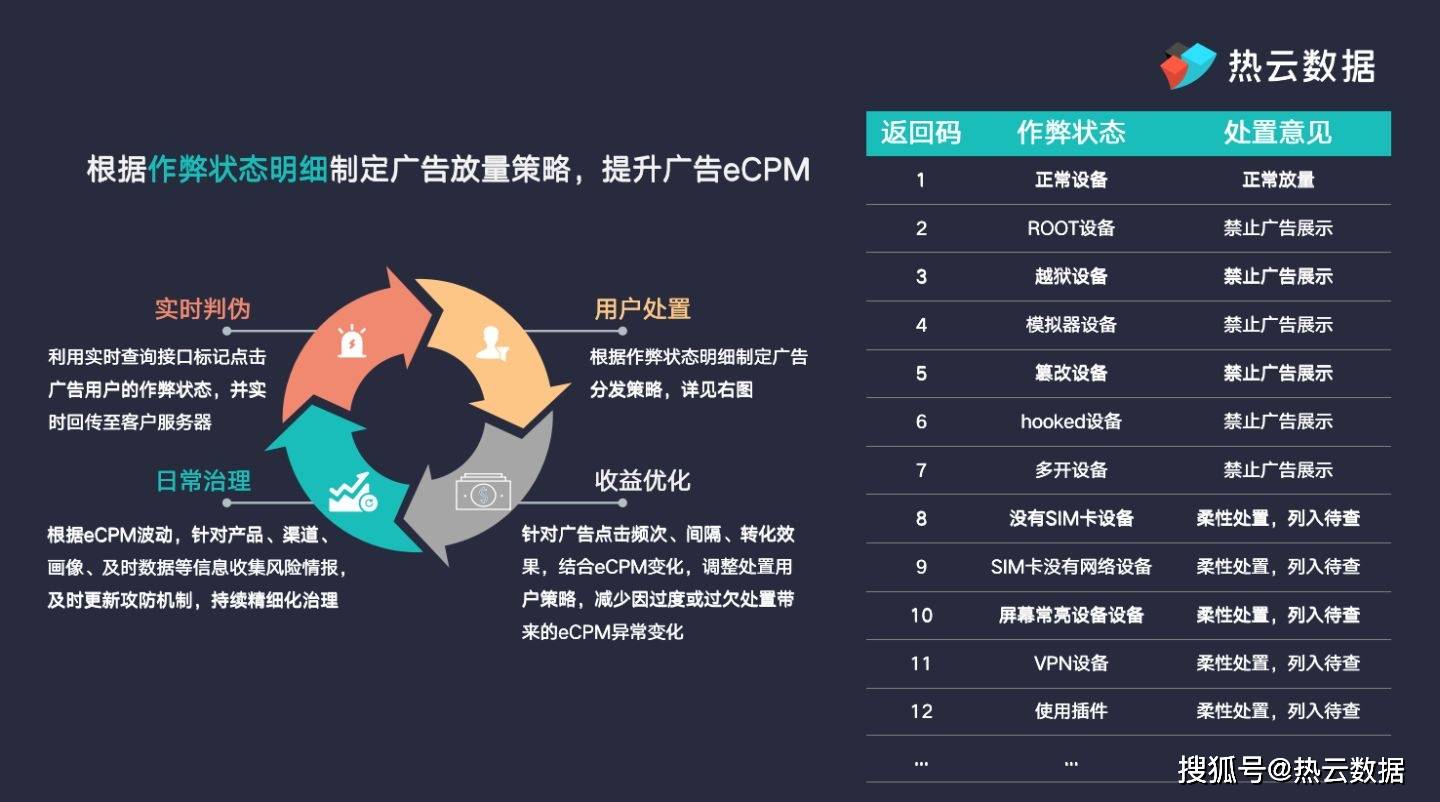 热云数据
根据作弊状态明细制定广告放量策略，提升广告eCPM
实时判伪
利用实时查询接口标记点击
广告用户的作弊状态，并实
时回传至客户服务器
用户处置
根据作弊状态明细制定广告
分发策略，详见右图
日常治理
根据eCPM波动，针对产品、渠道、
画像、及时数据等信息收集风险情报，
及时更新攻防机制，持续精细化治理
收益优化
针对广告点击频次、间隔、转化效
果，结合eCPM变化，调整处置用
户策略，减少因过度或过欠处置带
来的eCPM异常变化
返回码 作弊状态 处置意见
1 正常设备 正常放量
2 ROOT设备 禁止广告展示
3 越狱设备 禁止广告展示
4 模拟器设备 禁止广告展示
5 篡改设备 禁止广告展示
6 hooked设备 禁止广告展示
7 多开设备 禁止广告展示
8 没有SIM卡设备 柔性处置，列入待查
9 SIM卡没有网络设备 柔性处置，列入待查
10 屏幕常亮设备设备 柔性处置，列入待查
11 VPN设备 柔性处置，列入待查
12 使用插件 柔性处置，列入待查
... ...
搜狐号@热云数据